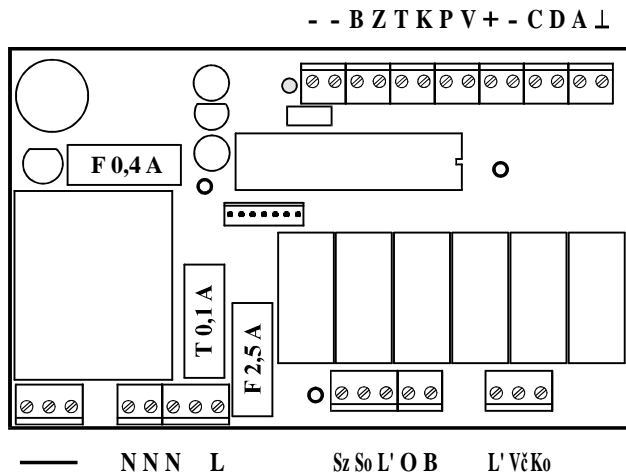 - - B Z T K P V + - C D A ⊥
F 0,4 A
T 0,1 A
F 2,5 A
N N N L Sz So L' O B L' Vč Ko